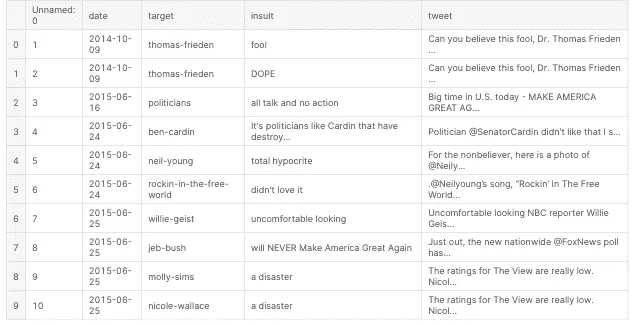 Unnamed: 0 date target insult tweet
0 1 2014-10-09 thomas-frieden fool Can you believe this fool, Dr. Thomas Frieden ...
1 2 2014-10-09 thomas-frieden DOPE Can you believe this fool, Dr. Thomas Frieden ...
2 3 2015-06-16 politicians all talk and no action Big time in U.S. today - MAKE AMERICA GREAT AG...
3 4 2015-06-24 ben-cardin It's politicians like Cardin that have destroy... Politician @SenatorCardin didn't like that I s...
4 5 2015-06-24 neil-young total hypocrite For the nonbeliever, here is a photo of @Neily...
5 6 2015-06-24 rockin-in-the-free-world didn't love it .@Neilyoung's song, "Rockin' In The Free World...
6 7 2015-06-25 willie-geist uncomfortable looking Uncomfortable looking NBC reporter Willie Geis...
7 8 2015-06-25 jeb-bush will NEVER Make America Great Again Just out, the new nationwide @FoxNews poll has...
8 9 2015-06-25 molly-sims a disaster The ratings for The View are really low. Nicol...
9 10 2015-06-25 nicole-wallace a disaster The ratings for The View are really low. Nicol...